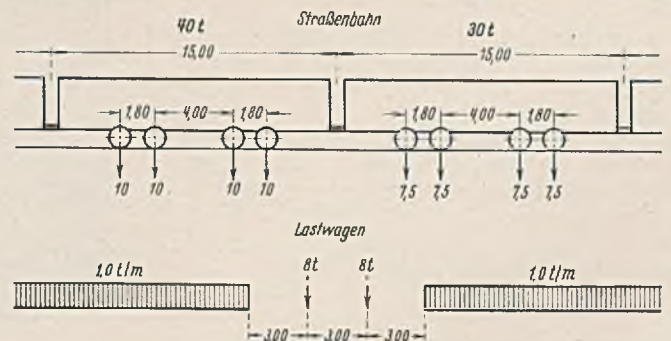 Straßenbahn
40 t 30 t
15,00 15,00
1,80 4,00 1,80 1,80 4,00 1,80
10 10 10 10 7,5 7,5 7,5 7,5
Lastwagen
1,0 t/m 8t 8t 1,0 t/m
3,00 3,00 3,00